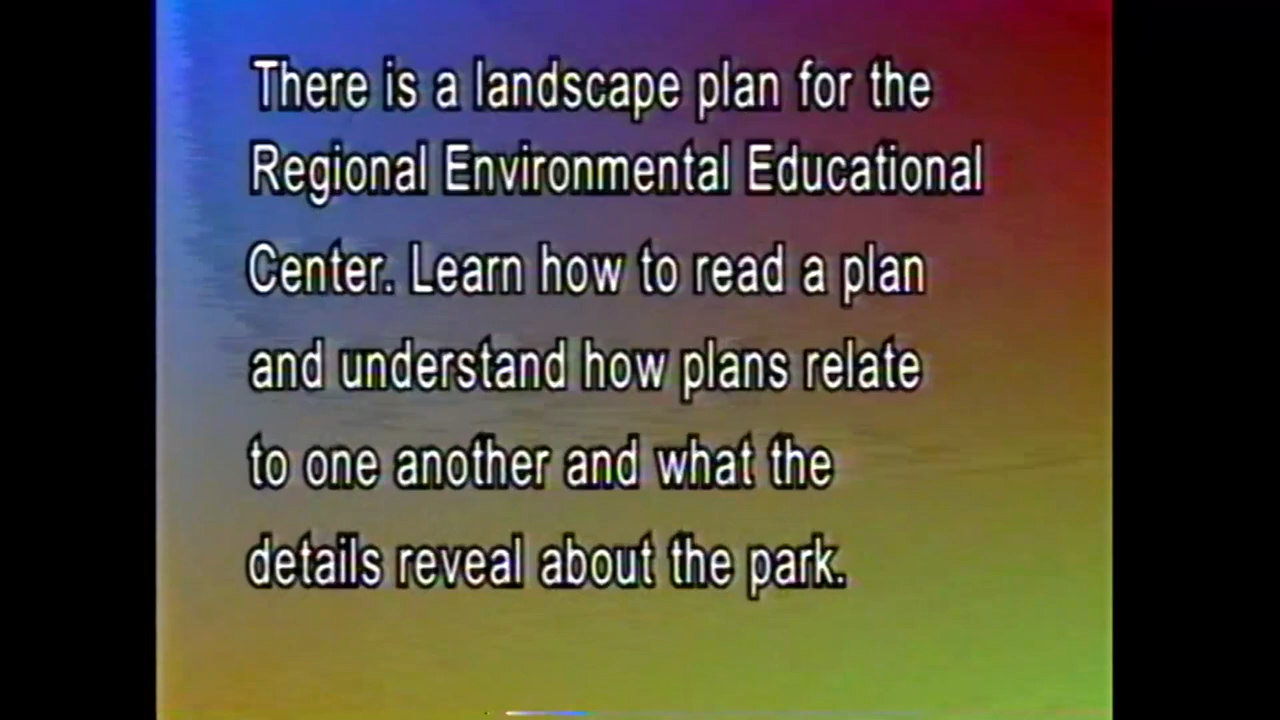 There is a landscape plan for the
Regional Environmental Educational
Center. Learn how to read a plan
and understand how plans relate
to one another and what the
details reveal about the park.